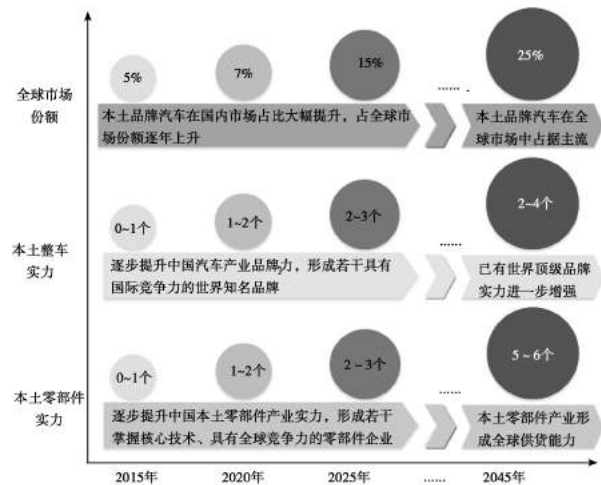 全球市场
份额
5%
7%
15%
25%
......
本土品牌汽车在国内市场占比大幅提升，占全球市
场份额逐年上升
本土品牌汽车在全
球市场中占据主流
本土整车
实力
0~1个
1~2个
2~3个
2~4个
......
逐步提升中国汽车产业品牌力，形成若干具有
国际竞争力的世界知名品牌
已有世界顶级品牌
实力进一步增强
本土零部件
实力
0~1个
1~2个
2~3个
5~6个
......
逐步提升中国本土零部件产业实力，形成若干
掌握核心技术、具有全球竞争力的零部件企业
本土零部件产业形
成全球供货能力
2015年
2020年
2025年
......
2045年